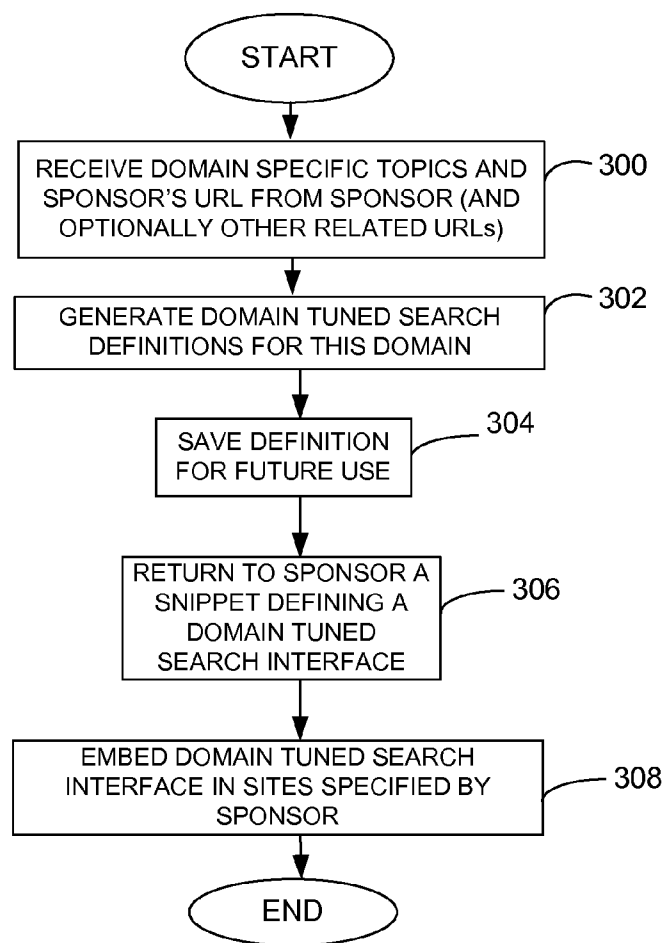 START
RECEIVE DOMAIN SPECIFIC TOPICS AND
SPONSOR'S URL FROM SPONSOR (AND
OPTIONALLY OTHER RELATED URLs)
300
GENERATE DOMAIN TUNED SEARCH
DEFINITIONS FOR THIS DOMAIN
302
SAVE DEFINITION
FOR FUTURE USE
304
RETURN TO SPONSOR A
SNIPPET DEFINING A
DOMAIN TUNED
SEARCH INTERFACE
306
EMBED DOMAIN TUNED SEARCH
INTERFACE IN SITES SPECIFIED BY
SPONSOR
308
END